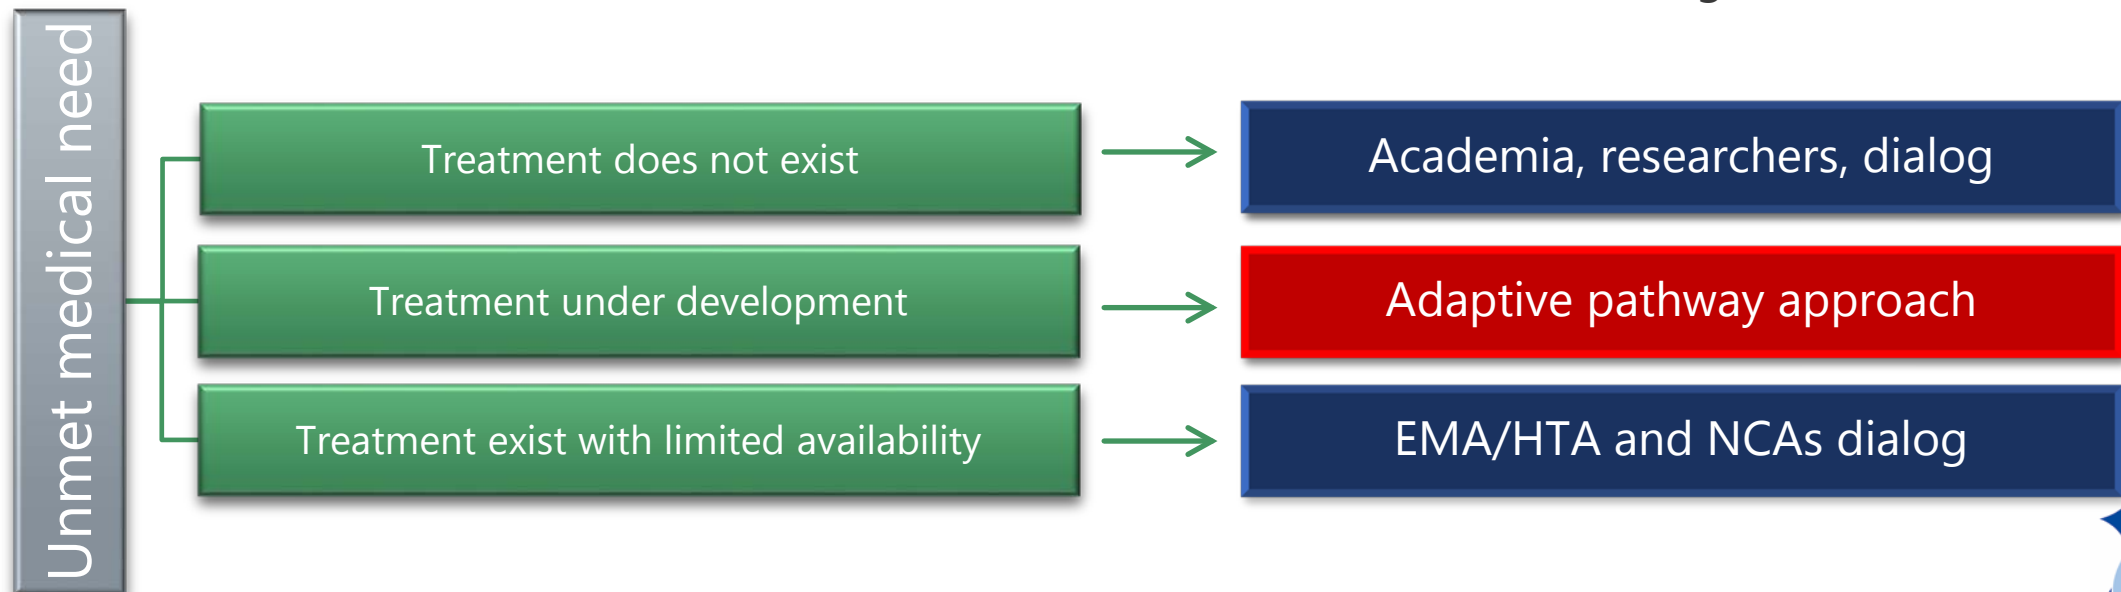 Unmet medical need
Treatment does not exist
Academia, researchers, dialog
Treatment under development
Adaptive pathway approach
Treatment exist with limited availability
EMA/HTA and NCAs dialog